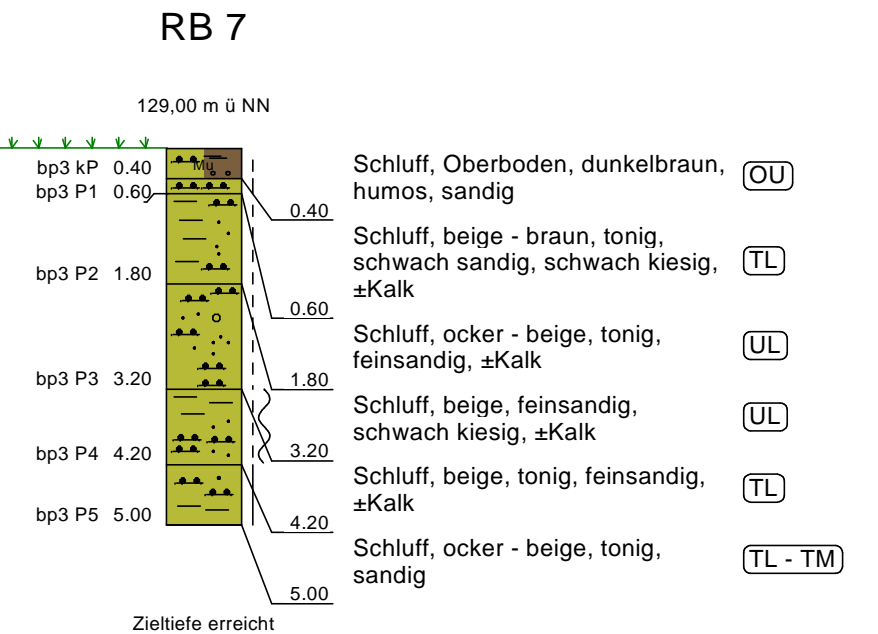 RB 7
129,00 m ü NN
bp3 kP 0.40
Mu
bp3 P1 0.60
bp3 P2 1.80
bp3 P3 3.20
bp3 P4 4.20
bp3 P5 5.00
0.40
Schluff, Oberboden, dunkelbraun,
humos, sandig
OU
0.60
Schluff, beige - braun, tonig,
schwach sandig, schwach kiesig,
±Kalk
TL
1.80
Schluff, ocker - beige, tonig,
feinsandig, ±Kalk
UL
3.20
Schluff, beige, feinsandig,
schwach kiesig, ±Kalk
UL
4.20
Schluff, beige, tonig, feinsandig,
±Kalk
TL
5.00
Schluff, ocker - beige, tonig,
sandig
TL - TM
Zieltiefe erreicht